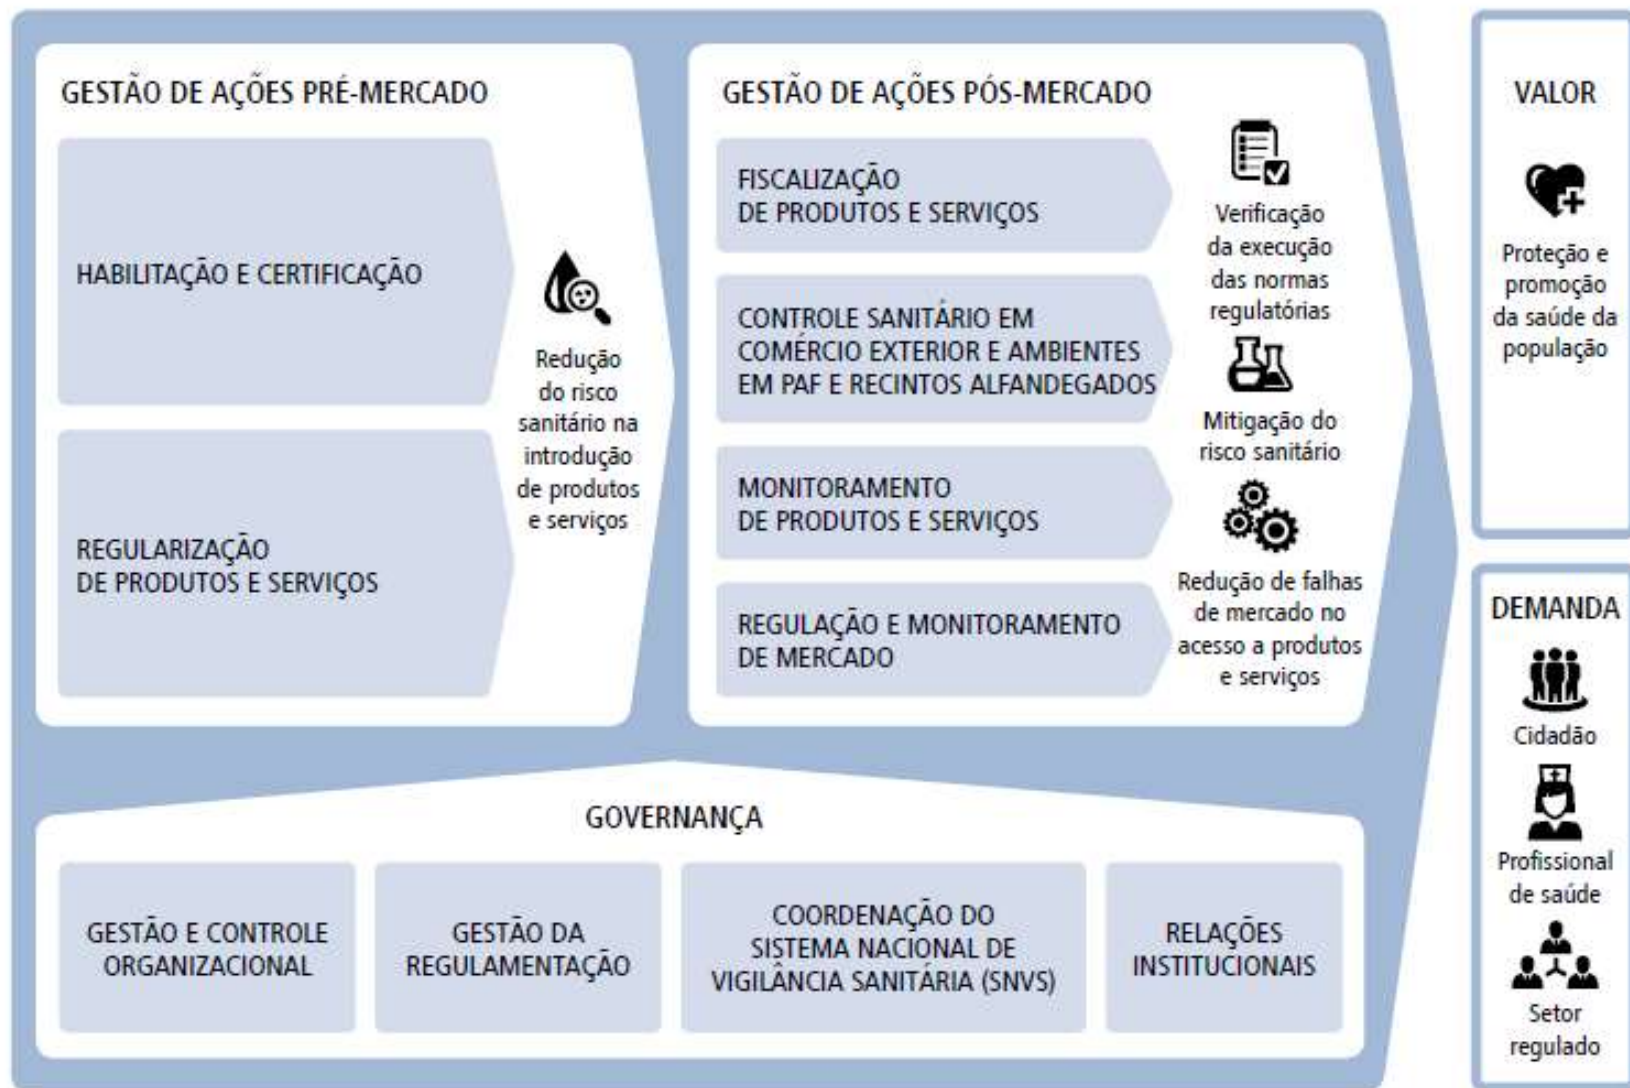 GESTÃO DE AÇÕES PRÉ-MERCADO
HABILITAÇÃO E CERTIFICAÇÃO
REGULARIZAÇÃO
DE PRODUTOS E SERVIÇOS
Redução
do risco
sanitário na
introdução
de produtos
e serviços
GESTÃO DE AÇÕES PÓS-MERCADO
FISCALIZAÇÃO
DE PRODUTOS E SERVIÇOS
CONTROLE SANITÁRIO EM
COMÉRCIO EXTERIOR E AMBIENTES
EM PAF E RECINTOS ALFANDEGADOS
MONITORAMENTO
DE PRODUTOS E SERVIÇOS
REGULAÇÃO E MONITORAMENTO
DE MERCADO
Verificação
da execução
das normas
regulatórias
Mitigação do
risco sanitário
Redução de falhas
de mercado no
acesso a produtos
e serviços
VALOR
Proteção e
promoção
da saúde da
população
DEMANDA
Cidadão
Profissional
de saúde
Setor
regulado
GOVERNANÇA
GESTÃO E CONTROLE
ORGANIZACIONAL
GESTÃO DA
REGULAMENTAÇÃO
COORDENAÇÃO DO
SISTEMA NACIONAL DE
VIGILÂNCIA SANITÁRIA (SNVS)
RELAÇÕES
INSTITUCIONAIS